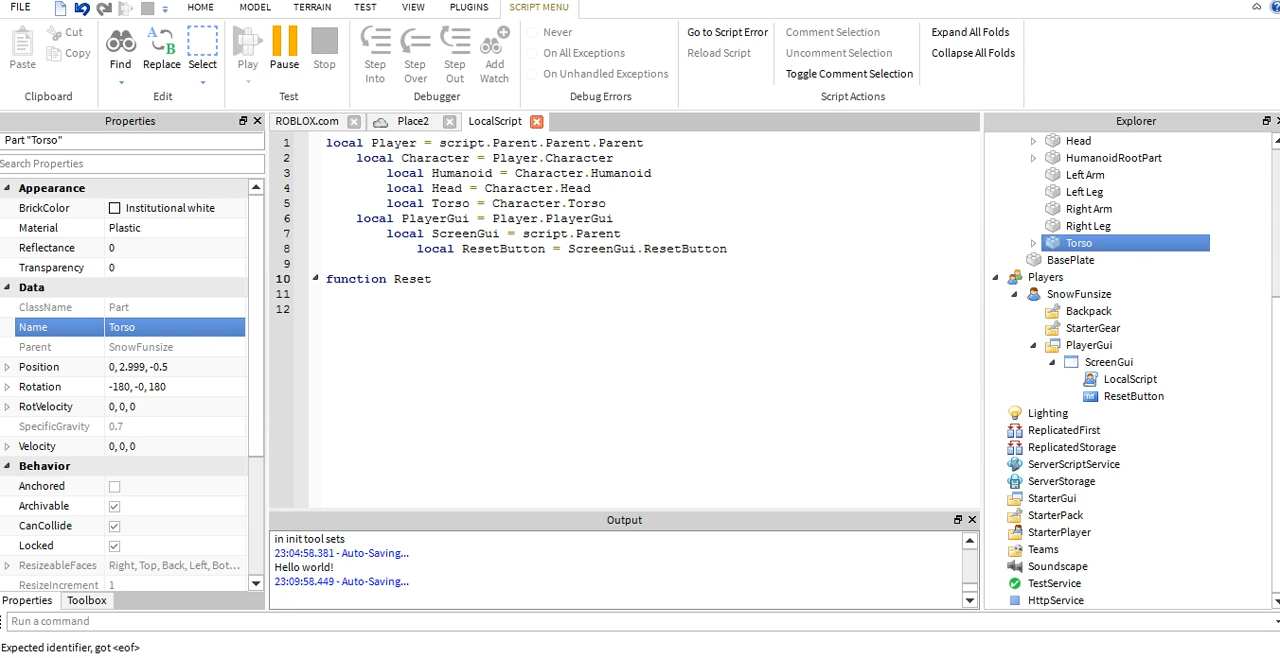 FILE HOME MODEL TERRAIN TEST VIEW PLUGINS SCRIPT MENU
Paste Cut Copy Find Replace Select Play Pause Stop Step Into Step Over Step Out Add Watch
Never
On All Exceptions
On Unhandled Exceptions
Go to Script Error
Reload Script
Comment Selection
Uncomment Selection
Toggle Comment Selection
Expand All Folds
Collapse All Folds
Clipboard Edit Test Debugger Debug Errors Script Actions
Properties
Part "Torso"
Search Properties
Appearance
BrickColor Institutional white
Material Plastic
Reflectance 0
Transparency 0
Data
ClassName Part
Name Torso
Parent SnowFunsize
Position 0, 2.999, -0.5
Rotation -180, -0, 180
RotVelocity 0, 0, 0
SpecificGravity 0.7
Velocity 0, 0, 0
Behavior
Anchored
Archivable
CanCollide
Locked
ResizeableFaces Right, Top, Back, Left, Bot...
ResizeIncrement 1
Properties Toolbox
ROBLOX.com Place2 LocalScript
1 local Player = script.Parent.Parent.Parent
2 local Character = Player.Character
3 local Humanoid = Character.Humanoid
4 local Head = Character.Head
5 local Torso = Character.Torso
6 local PlayerGui = Player.PlayerGui
7 local ScreenGui = script.Parent
8 local ResetButton = ScreenGui.ResetButton
9
10 function Reset
11
12
Output
in init tool sets
23:04:58.381 - Auto-Saving...
Hello world!
23:09:58.449 - Auto-Saving...
Explorer
Head
HumanoidRootPart
Left Arm
Left Leg
Right Arm
Right Leg
Torso
BasePlate
Players
SnowFunsize
Backpack
StarterGear
PlayerGui
ScreenGui
LocalScript
TXT ResetButton
Lighting
ReplicatedFirst
ReplicatedStorage
ServerScriptService
ServerStorage
StarterGui
StarterPack
StarterPlayer
Teams
Soundscape
TestService
HttpService
Run a command
Expected identifier, got <eof>